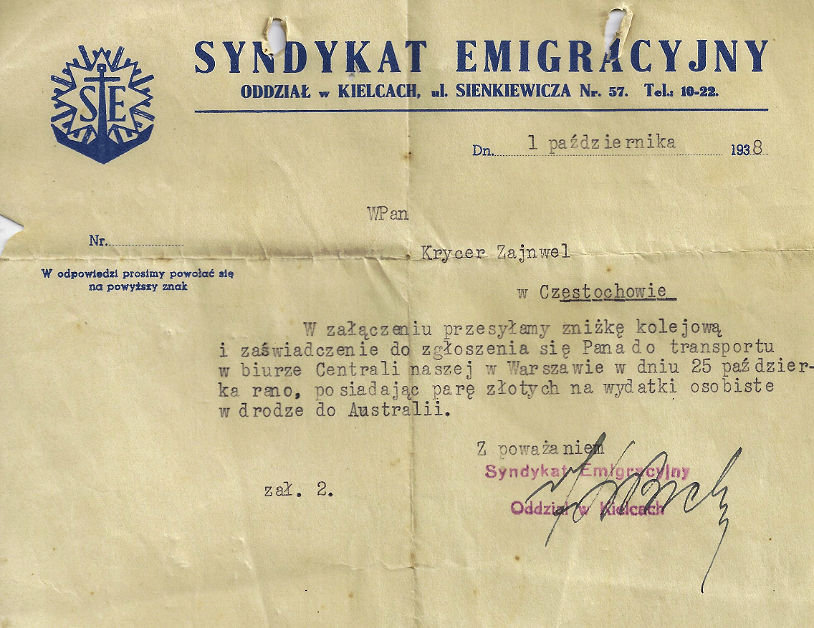 SYNDYKAT EMIGRACYJNY
ODDZIAŁ w KIELCACH, ul. SIENKIEWICZA Nr. 57. Tel.: 10-22.
SE
Dn. 1 października 1938
WPan
Nr.
Krycer Zajnwel
W odpowiedzi prosimy powołać się
na powyższy znak
w Częstochowie
W załączeniu przesyłamy zniżkę kolejową
i zaświadczenie do zgłoszenia się Pana do transportu
w biurze Centrali naszej w Warszawie w dniu 25 paździer-
ka rano, posiadając parę złotych na wydatki osobiste
w drodze do Australii.
Z poważaniem
Syndykat Emigracyjny
zał. 2.
Oddział w Kielcach